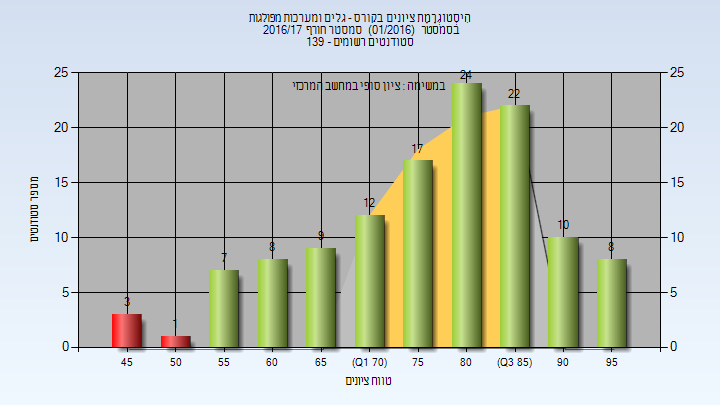 היסטוגרמת ציונים בקורס - גלים ומערכות מפולגות
בסמסטר (01/2016) סמסטר חורף 2016/17
סטודנטים רשומים - 139
במשימה : ציון סופי במחשב המרכזי
25 25
20 20
15 15
10 10
5 5
0 0
מספר סטודנטים
3 1 7 8 9 12 17 24 22 10 8
45 50 55 60 65 (Q1 70) 75 80 (Q3 85) 90 95
טווח ציונים